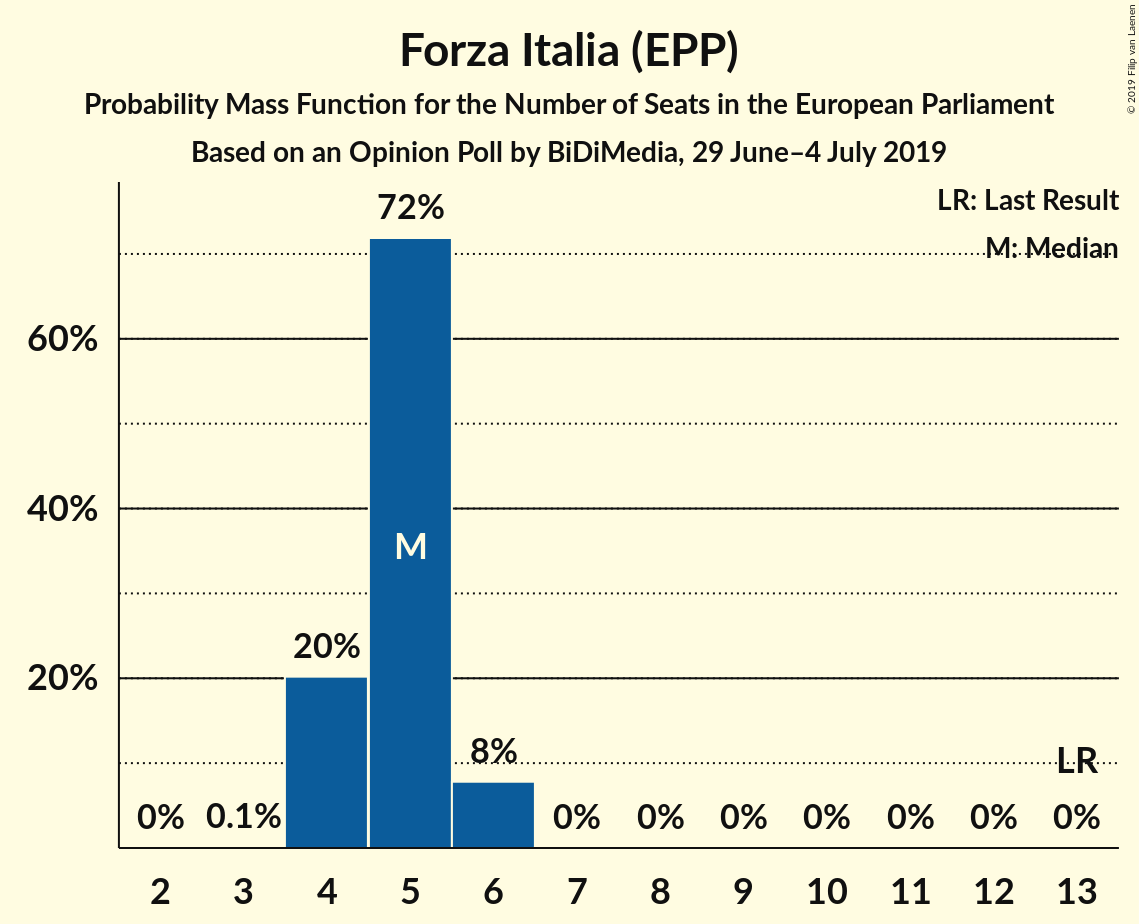 Forza Italia (EPP)
Probability Mass Function for the Number of Seats in the European Parliament
Based on an Opinion Poll by BiDiMedia, 29 June–4 July 2019
© 2019 Filip van Laenen
LR: Last Result
M: Median
60%
40%
20%
0%
0.1%
20%
72%
M
8%
0%
0%
0%
0%
0%
0%
LR
0%
2 3 4 5 6 7 8 9 10 11 12 13